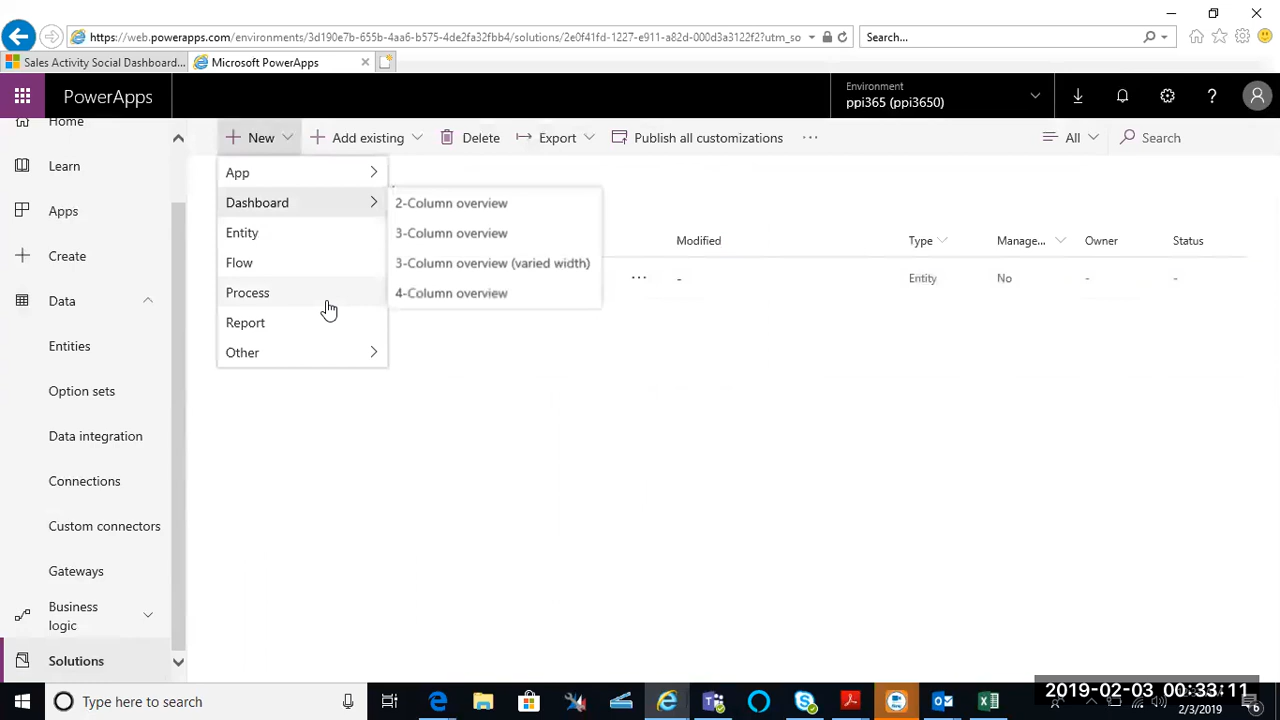 https://web.powerapps.com/environments/3d190e7b-655b-4aa6-b575-4de2fa32fbb4/solutions/2e0f41fd-1227-e911-a82d-000d3a3122f2?utm_so
Search...
Sales Activity Social Dashboard...
Microsoft PowerApps
PowerApps
Environment
ppi365 (ppi3650)
Home
New
Add existing
Delete
Export
Publish all customizations
All
Search
Learn
Apps
Create
Data
Entities
Option sets
Data integration
Connections
Custom connectors
Gateways
Business logic
Solutions
App
Dashboard
Entity
Flow
Process
Report
Other
2-Column overview
3-Column overview
3-Column overview (varied width)
4-Column overview
Modified
Type
Manage...
Owner
Status
-
Entity
No
-
-
Type here to search
2019-02-03 00:33:11
2/3/2019